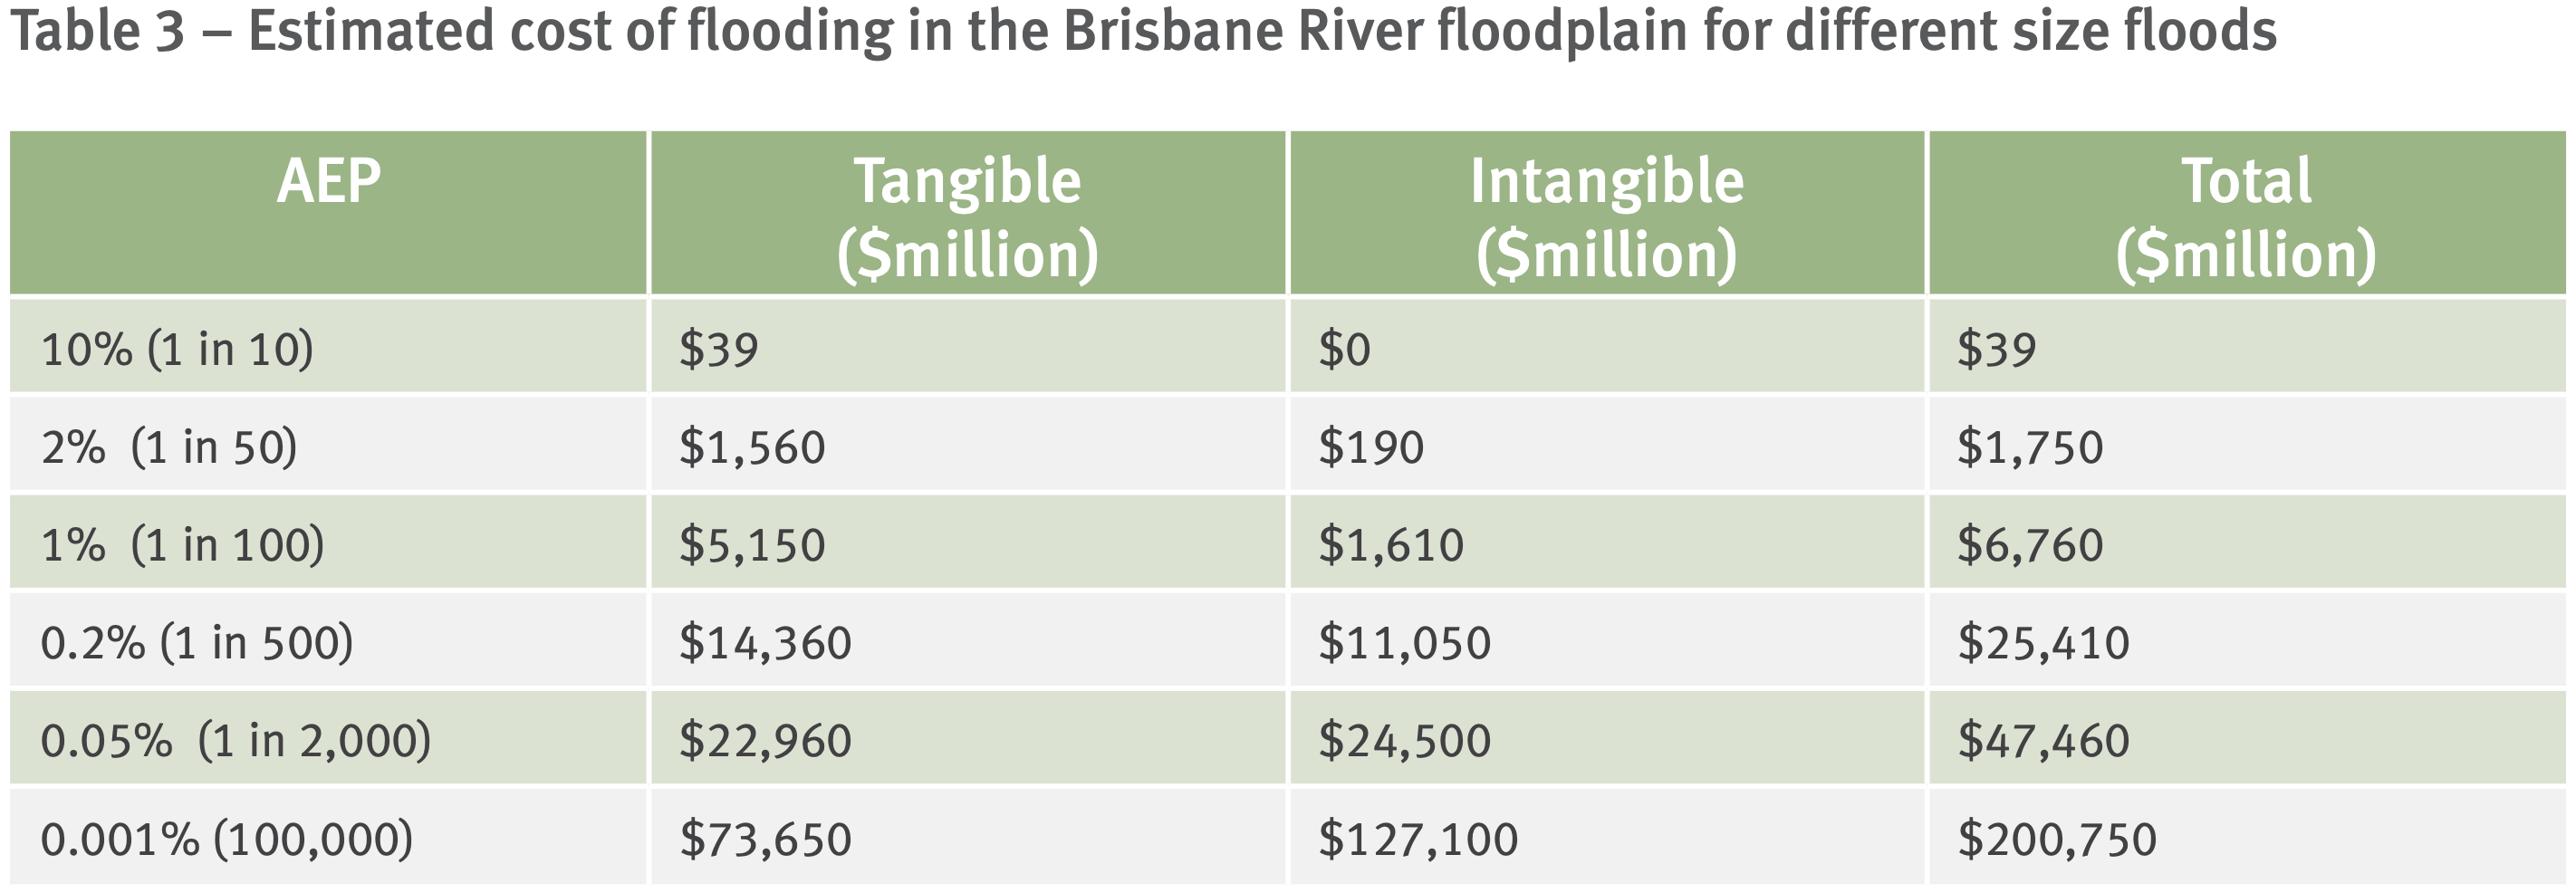 Table 3 – Estimated cost of flooding in the Brisbane River floodplain for different size floods
AEP Tangible ($million) Intangible ($million) Total ($million)
10% (1 in 10) $39 $0 $39
2% (1 in 50) $1,560 $190 $1,750
1% (1 in 100) $5,150 $1,610 $6,760
0.2% (1 in 500) $14,360 $11,050 $25,410
0.05% (1 in 2,000) $22,960 $24,500 $47,460
0.001% (100,000) $73,650 $127,100 $200,750